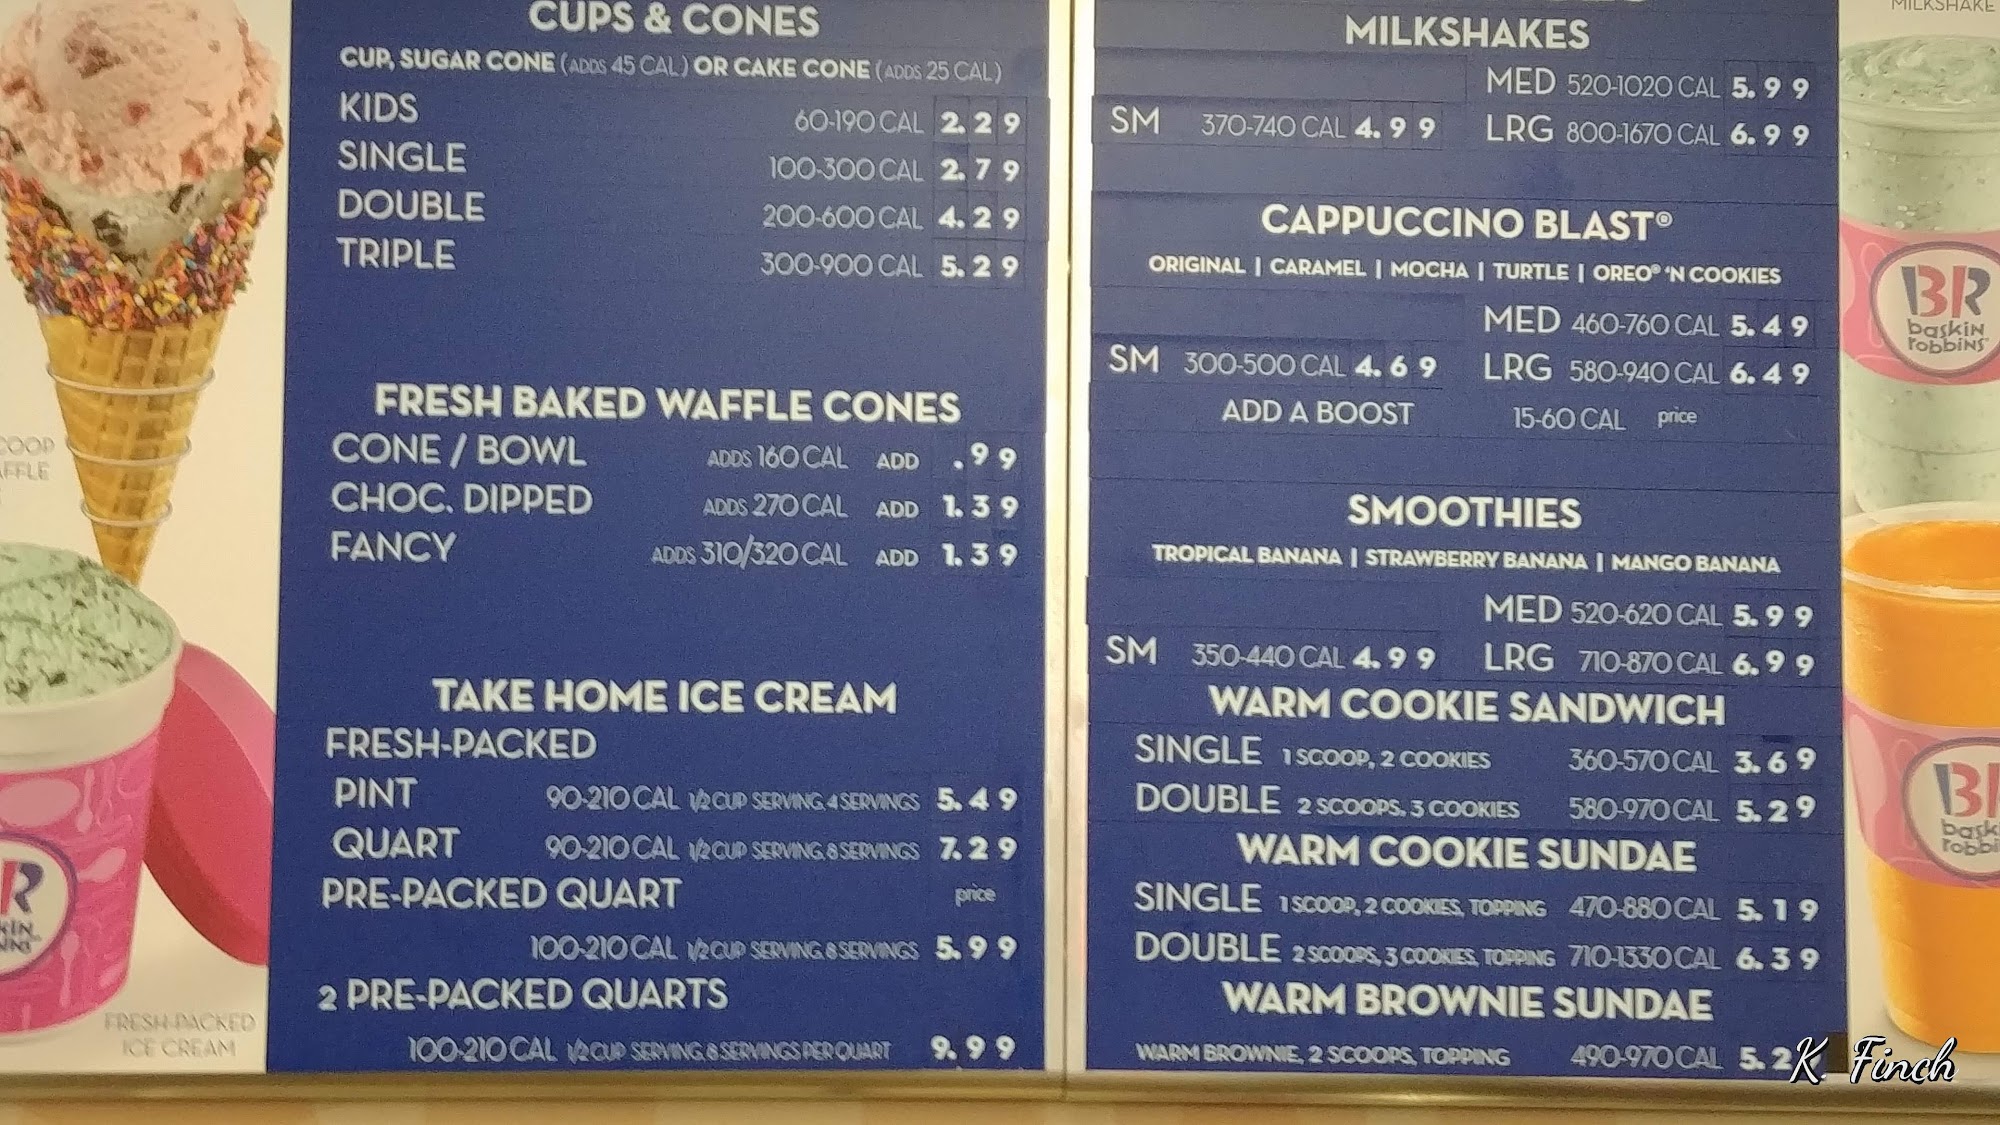 CUPS & CONES
CUP, SUGAR CONE (ADDS 45 CAL) OR CAKE CONE (ADDS 25 CAL)
KIDS 60-190 CAL 2.29
SINGLE 100-300 CAL 2.79
DOUBLE 200-600 CAL 4.29
TRIPLE 300-900 CAL 5.29
FRESH BAKED WAFFLE CONES
CONE / BOWL ADDS 160 CAL ADD .99
CHOC. DIPPED ADDS 270 CAL ADD 1.39
FANCY ADDS 310/320 CAL ADD 1.39
TAKE HOME ICE CREAM
FRESH-PACKED
PINT 90-210 CAL 1/2 CUP SERVING, 4 SERVINGS 5.49
QUART 90-210 CAL 1/2 CUP SERVING, 8 SERVINGS 7.29
PRE-PACKED QUART price
100-210 CAL 1/2 CUP SERVING, 8 SERVINGS 5.99
2 PRE-PACKED QUARTS
100-210 CAL 1/2 CUP SERVING, 8 SERVINGS PER QUART 9.99
FRESH-PACKED
ICE CREAM
MILKSHAKES
MED 520-1020 CAL 5.99
SM 370-740 CAL 4.99 LRG 800-1670 CAL 6.99
CAPPUCCINO BLAST®
ORIGINAL | CARAMEL | MOCHA | TURTLE | OREO® 'N COOKIES
MED 460-760 CAL 5.49
SM 300-500 CAL 4.69 LRG 580-940 CAL 6.49
ADD A BOOST 15-60 CAL price
SMOOTHIES
TROPICAL BANANA | STRAWBERRY BANANA | MANGO BANANA
MED 520-620 CAL 5.99
SM 350-440 CAL 4.99 LRG 710-870 CAL 6.99
WARM COOKIE SANDWICH
SINGLE 1 SCOOP, 2 COOKIES 360-570 CAL 3.69
DOUBLE 2 SCOOPS, 3 COOKIES 580-970 CAL 5.29
WARM COOKIE SUNDAE
SINGLE 1 SCOOP, 2 COOKIES, TOPPING 470-880 CAL 5.19
DOUBLE 2 SCOOPS, 3 COOKIES, TOPPING 710-1330 CAL 6.39
WARM BROWNIE SUNDAE
WARM BROWNIE, 2 SCOOPS, TOPPING 490-970 CAL 5.2
MILKSHAKE
BR
baskin
robbins
BR
K. Finch